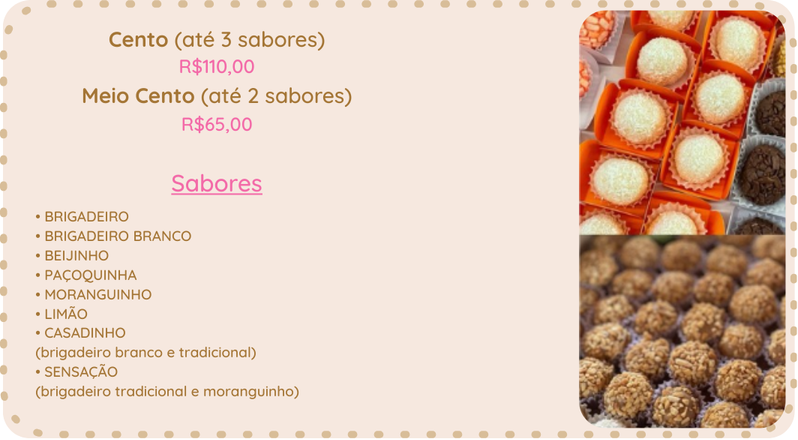 Cento (até 3 sabores)
R$110,00
Meio Cento (até 2 sabores)
R$65,00
Sabores
• BRIGADEIRO
• BRIGADEIRO BRANCO
• BEIJINHO
• PAÇOQUINHA
• MORANGUINHO
• LIMÃO
• CASADINHO
(brigadeiro branco e tradicional)
• SENSAÇÃO
(brigadeiro tradicional e moranguinho)